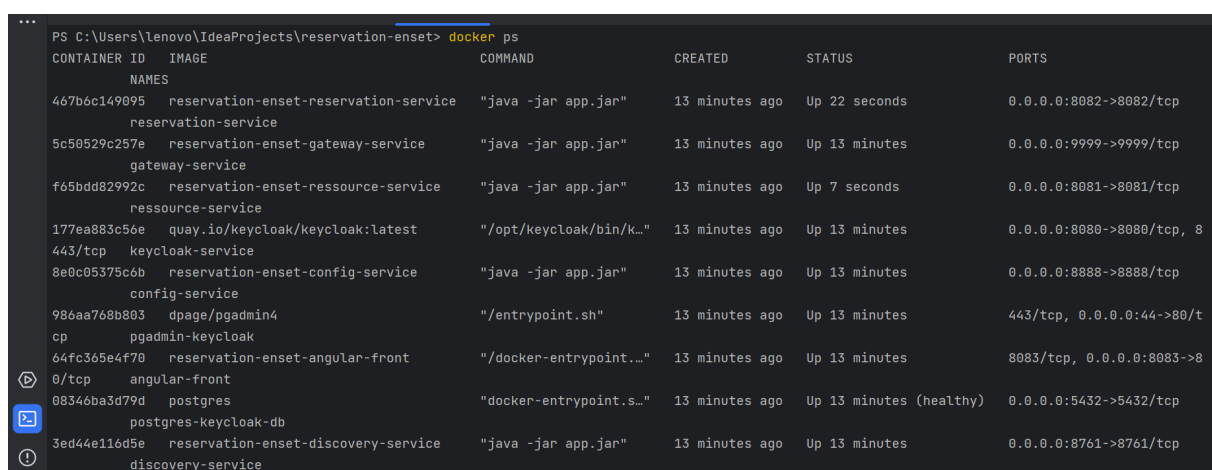 PS C:\Users\lenovo\IdeaProjects\reservation-enset> docker ps
CONTAINER ID   IMAGE                                    COMMAND                  CREATED          STATUS                    PORTS
          NAMES
467b6c149095   reservation-enset-reservation-service   "java -jar app.jar"      13 minutes ago   Up 22 seconds             0.0.0.0:8082->8082/tcp
          reservation-service
5c50529c257e   reservation-enset-gateway-service       "java -jar app.jar"      13 minutes ago   Up 13 minutes             0.0.0.0:9999->9999/tcp
          gateway-service
f65bdd82992c   reservation-enset-ressource-service     "java -jar app.jar"      13 minutes ago   Up 7 seconds              0.0.0.0:8081->8081/tcp
          ressource-service
177ea883c56e   quay.io/keycloak/keycloak:latest        "/opt/keycloak/bin/k…"   13 minutes ago   Up 13 minutes             0.0.0.0:8080->8080/tcp, 8
443/tcp   keycloak-service
8e0c05375c6b   reservation-enset-config-service        "java -jar app.jar"      13 minutes ago   Up 13 minutes             0.0.0.0:8888->8888/tcp
          config-service
986aa768b803   dpage/pgadmin4                          "/entrypoint.sh"         13 minutes ago   Up 13 minutes             443/tcp, 0.0.0.0:44->80/t
cp        pgadmin-keycloak
64fc365e4f70   reservation-enset-angular-front         "/docker-entrypoint.…"   13 minutes ago   Up 13 minutes             8083/tcp, 0.0.0.0:8083->8
0/tcp     angular-front
08346ba3d79d   postgres                                "docker-entrypoint.s…"   13 minutes ago   Up 13 minutes (healthy)   0.0.0.0:5432->5432/tcp
          postgres-keycloak-db
3ed44e116d5e   reservation-enset-discovery-service     "java -jar app.jar"      13 minutes ago   Up 13 minutes             0.0.0.0:8761->8761/tcp
          discovery-service